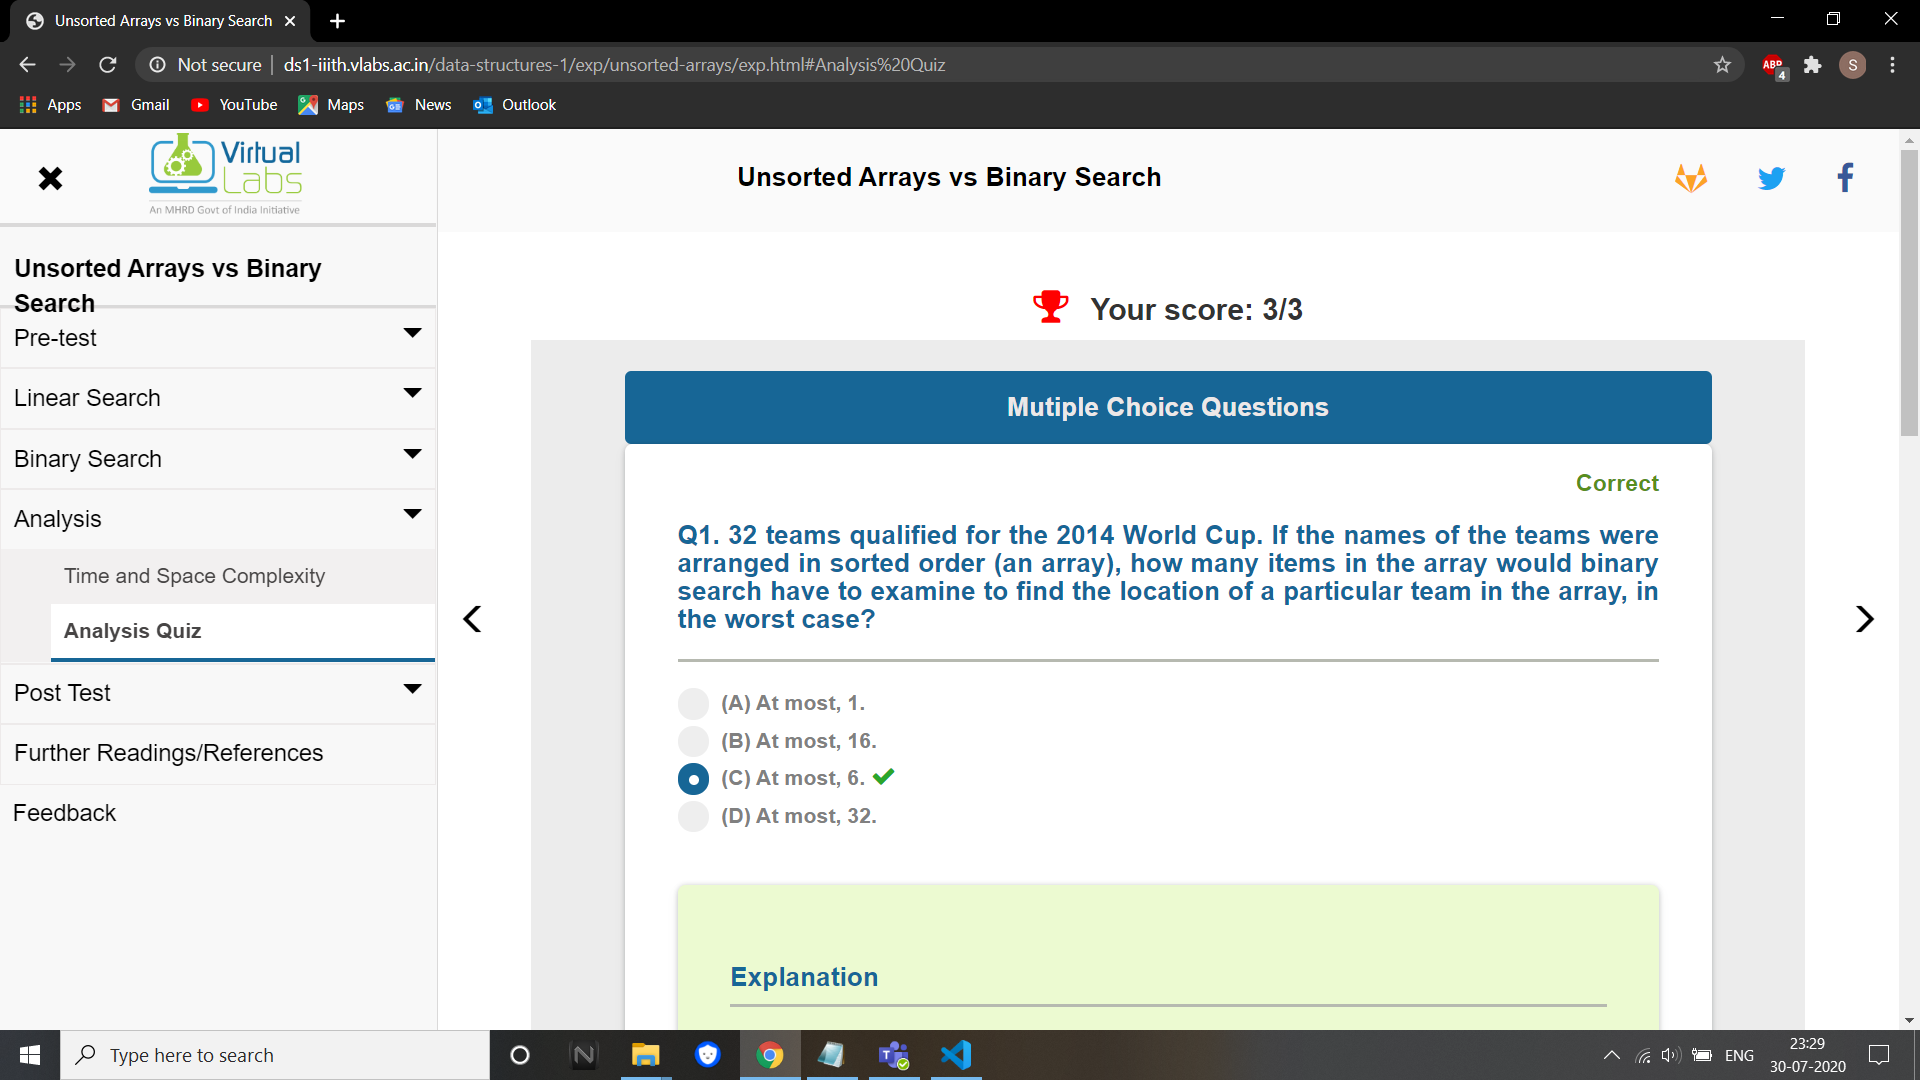 Unsorted Arrays vs Binary Search
Not secure
ds1-iiith.vlabs.ac.in/data-structures-1/exp/unsorted-arrays/exp.html#Analysis%20Quiz
ABP
4
S
Apps
Gmail
YouTube
Maps
News
Outlook
Virtual
Labs
An MHRD Govt of India Initiative
Unsorted Arrays vs Binary Search
Unsorted Arrays vs Binary
Search
Pre-test
Linear Search
Binary Search
Analysis
Time and Space Complexity
Analysis Quiz
Post Test
Further Readings/References
Feedback
Your score: 3/3
Mutiple Choice Questions
Correct
Q1. 32 teams qualified for the 2014 World Cup. If the names of the teams were
arranged in sorted order (an array), how many items in the array would binary
search have to examine to find the location of a particular team in the array, in
the worst case?
(A) At most, 1.
(B) At most, 16.
(C) At most, 6.
(D) At most, 32.
Explanation
Type here to search
ENG
23:29
30-07-2020